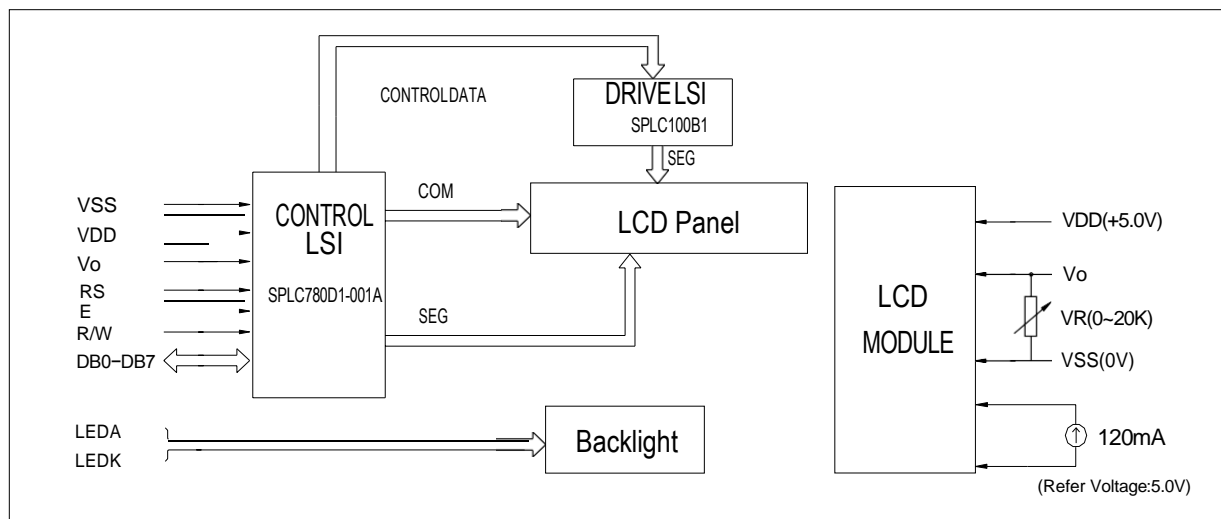 CONTROLDATA
DRIVELSI
SPLC100B1
SEG
COM
VSS
VDD
Vo
RS
E
R/W
DB0-DB7
CONTROL
LSI
SPLC780D1-001A
LCD Panel
SEG
LEDA
LEDK
Backlight
LCD
MODULE
VDD(+5.0V)
Vo
VR(0~20K)
VSS(0V)
120mA
(Refer Voltage:5.0V)